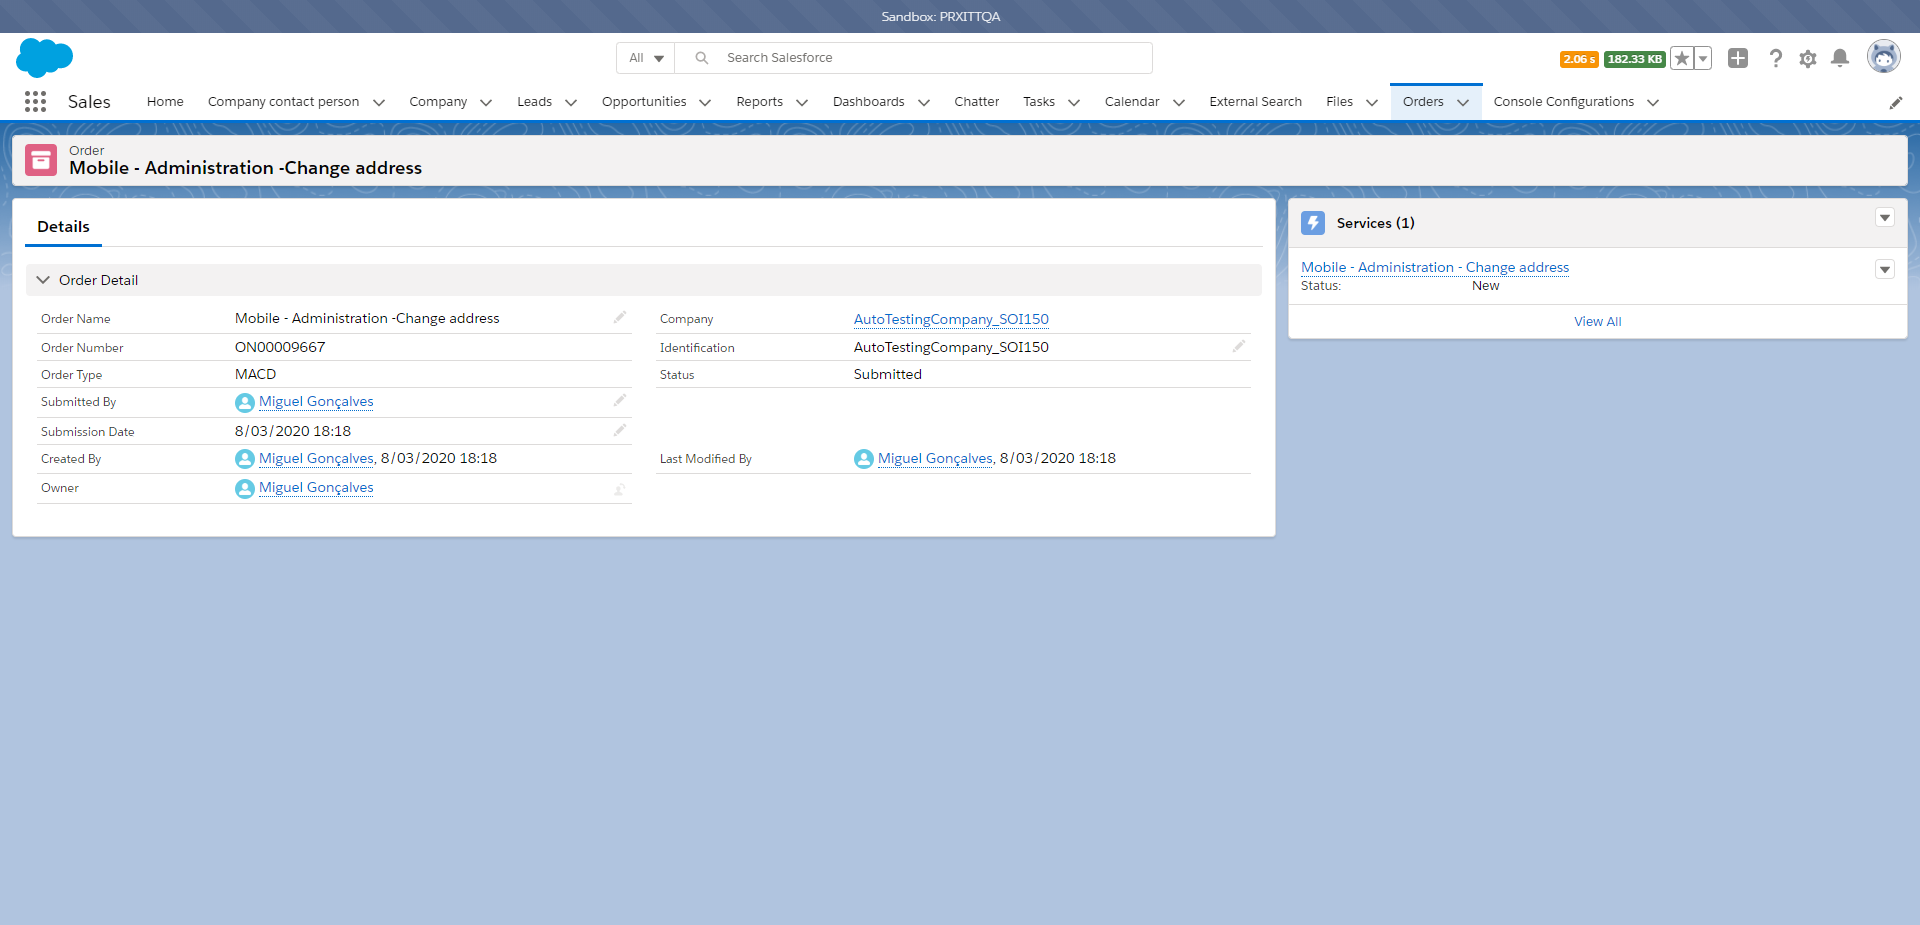 Sandbox: PRXITTQA
All Search Salesforce 2.06 s 182.33 KB
Sales Home Company contact person Company Leads Opportunities Reports Dashboards Chatter Tasks Calendar External Search Files Orders Console Configurations
Order
Mobile - Administration -Change address
Details
Order Detail
Order Name Mobile - Administration -Change address Company AutoTestingCompany_SOI150
Order Number ON00009667 Identification AutoTestingCompany_SOI150
Order Type MACD Status Submitted
Submitted By Miguel Gonçalves
Submission Date 8/03/2020 18:18
Created By Miguel Gonçalves, 8/03/2020 18:18 Last Modified By Miguel Gonçalves, 8/03/2020 18:18
Owner Miguel Gonçalves
Services (1)
Mobile - Administration - Change address
Status: New
View All